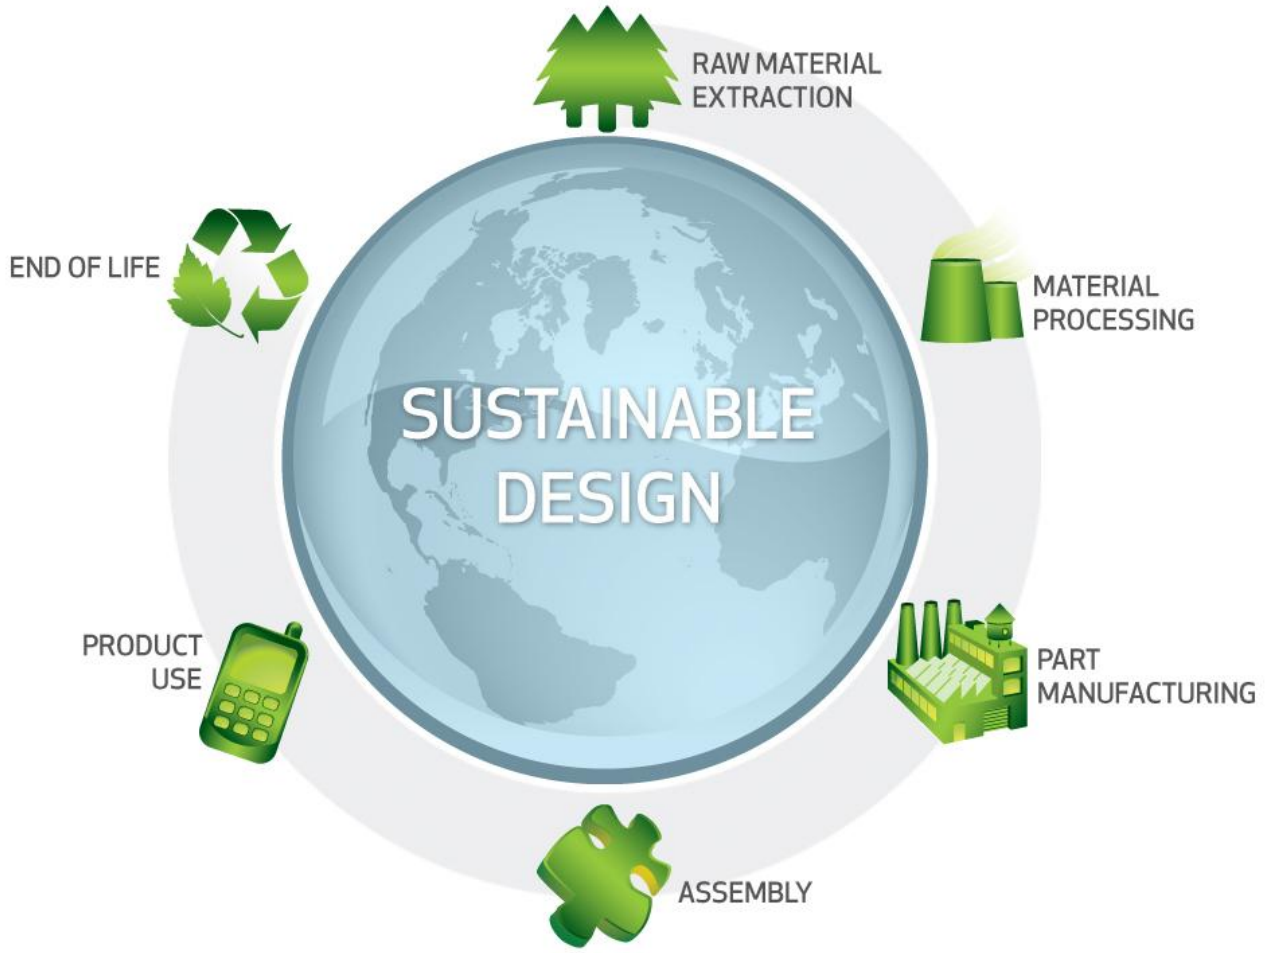 RAW MATERIAL
EXTRACTION
MATERIAL
PROCESSING
PART
MANUFACTURING
ASSEMBLY
PRODUCT
USE
END OF LIFE
SUSTAINABLE
DESIGN